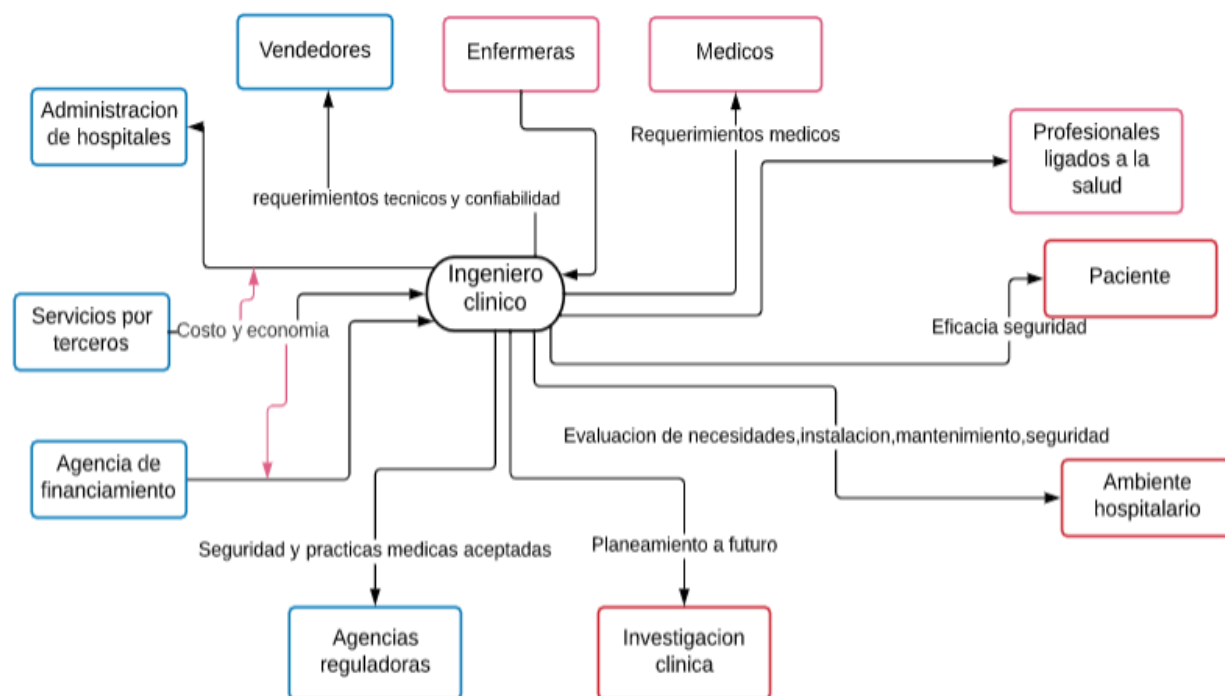 Vendedores
Enfermeras
Medicos
Administracion
de hospitales
Requerimientos medicos
Profesionales
ligados a la
salud
requerimientos tecnicos y confiabilidad
Ingeniero
clinico
Paciente
Servicios por
terceros
Costo y economia
Eficacia seguridad
Evaluacion de necesidades,instalacion,mantenimiento,seguridad
Agencia de
financiamiento
Ambiente
hospitalario
Seguridad y practicas medicas aceptadas
Planeamiento a futuro
Agencias
reguladoras
Investigacion
clinica